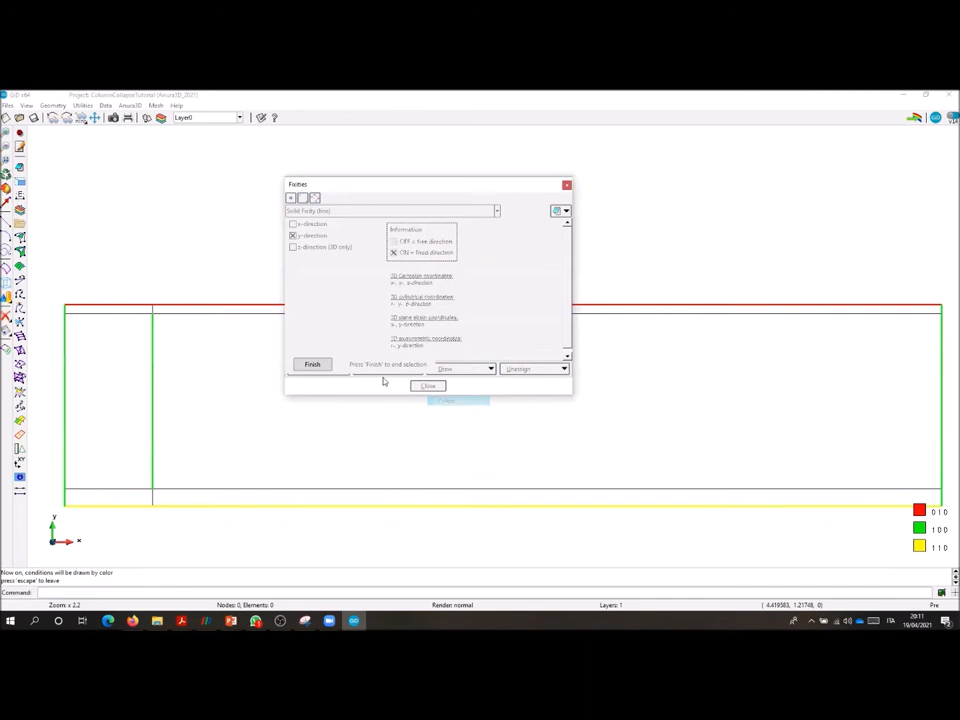 GiD x64 Project: ColumnCollapseTutorial (Anura3D_2021)
Files View Geometry Utilities Data Anura3D Mesh Help
Layer0
Fixities
Solid Fixity (line)
x-direction
y-direction
z-direction (3D only)
Information
OFF = free direction
ON = fixed direction
3D Cartesian coordinates:
x-, y-, z-direction
3D cylindrical coordinates:
2D plane strain coordinates:
x-, y-direction
2D axisymmetric coordinates:
r-, y-direction
Finish Press 'Finish' to end selection Draw Unassign
Close
0 1 0
1 0 0
1 1 0
y
x
Now on, conditions will be drawn by color
press 'escape' to leave
Command:
Zoom: x 2.2 Nodes: 0, Elements: 0 Render: normal Layers: 1 ( 4.419583, 1.21748, 0) Pre
ITA 20:11
19/04/2021